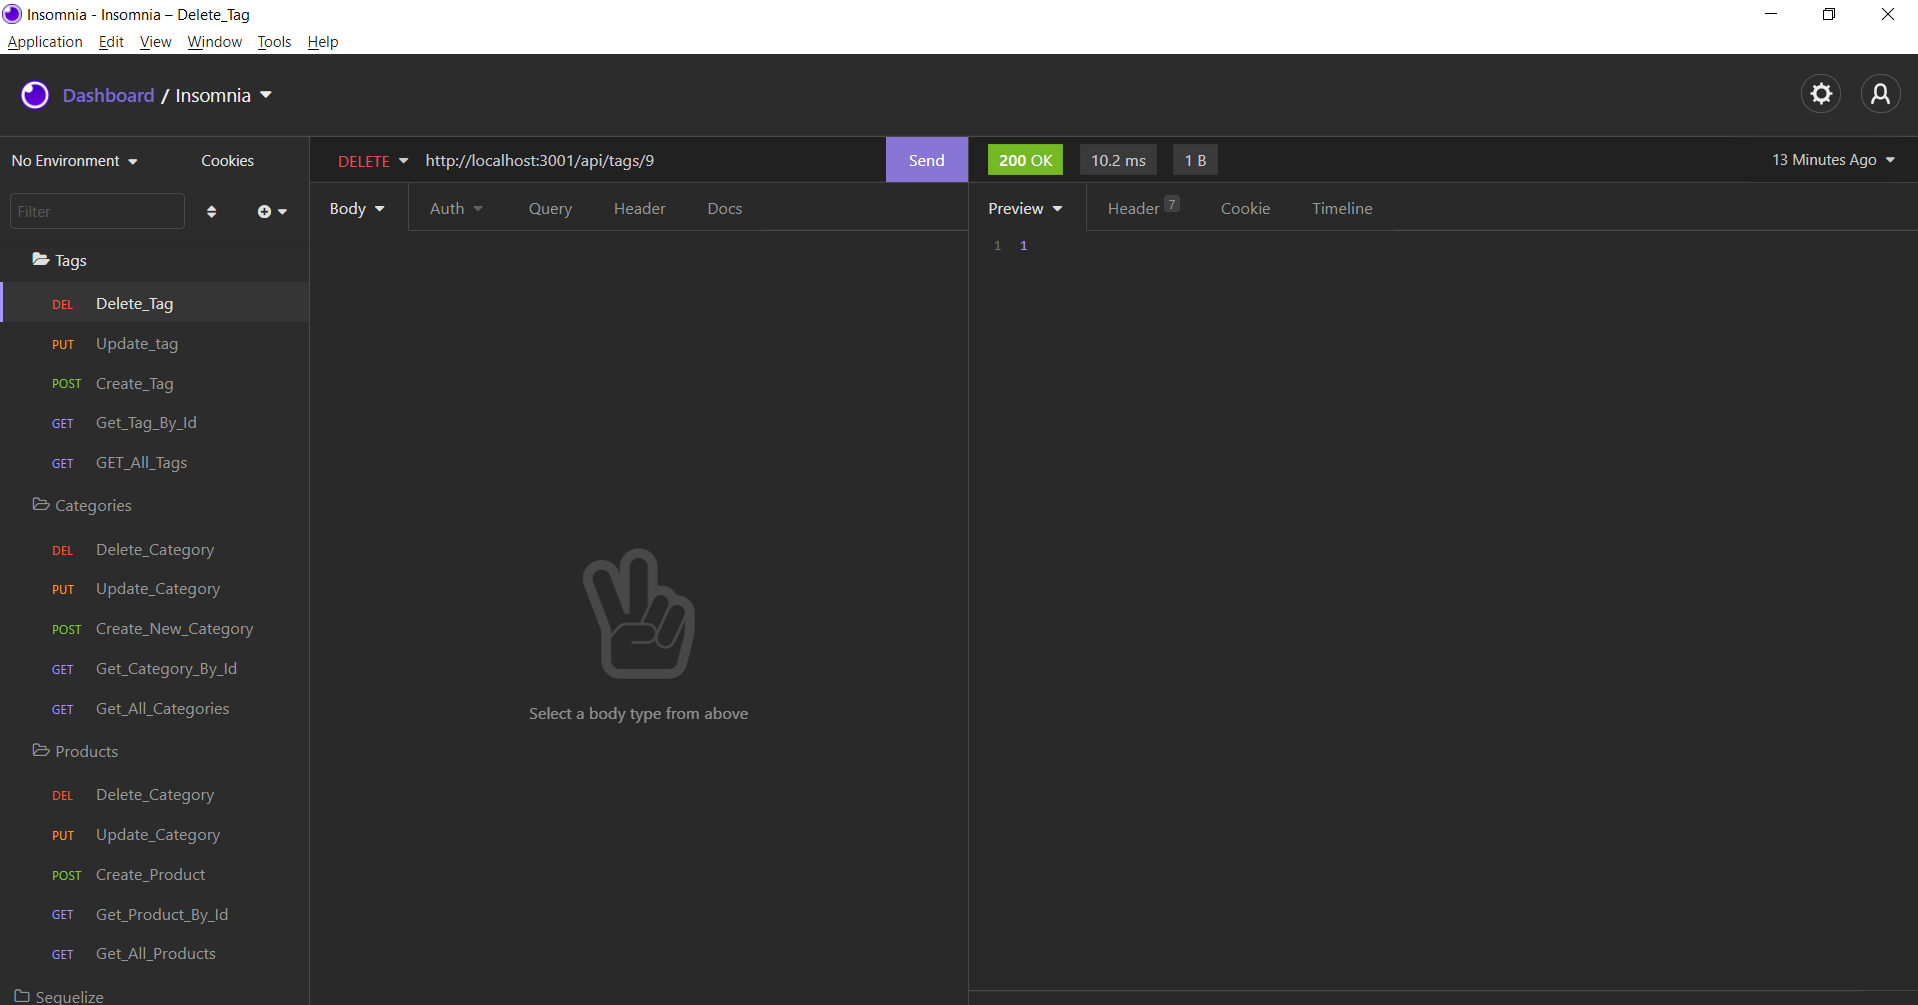 Insomnia - Insomnia – Delete_Tag
Application Edit View Window Tools Help
Dashboard / Insomnia
No Environment Cookies
Filter
Tags
DEL Delete_Tag
PUT Update_tag
POST Create_Tag
GET Get_Tag_By_Id
GET GET_All_Tags
Categories
DEL Delete_Category
PUT Update_Category
POST Create_New_Category
GET Get_Category_By_Id
GET Get_All_Categories
Products
DEL Delete_Category
PUT Update_Category
POST Create_Product
GET Get_Product_By_Id
GET Get_All_Products
Sequelize
DELETE http://localhost:3001/api/tags/9 Send
Body Auth Query Header Docs
Select a body type from above
200 OK 10.2 ms 1 B 13 Minutes Ago
Preview Header 7 Cookie Timeline
1 1